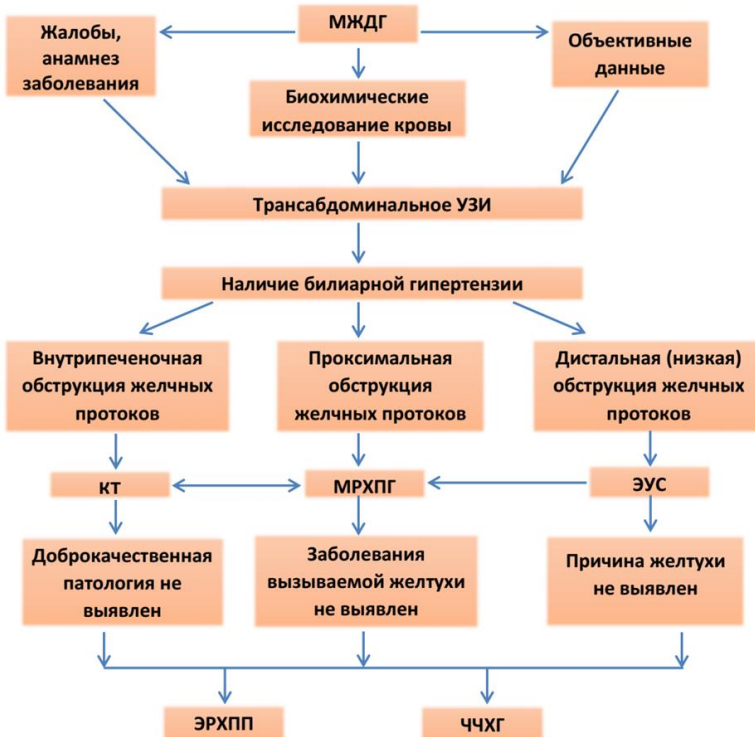 МЖДГ
Жалобы,
анамнез
заболевания
Объективные
данные
Биохимические
исследование кровы
Трансабдоминальное УЗИ
Наличие билиарной гипертензии
Внутрипеченочная
обструкция желчных
протоков
Проксимальная
обструкция
желчных протоков
Дистальная (низкая)
обструкция желчных
протоков
КТ
МРХПГ
ЭУС
Доброкачественная
патология не
выявлен
Заболевания
вызываемой желтухи
не выявлен
Причина желтухи
не выявлен
ЭРХПП
ЧЧХГ